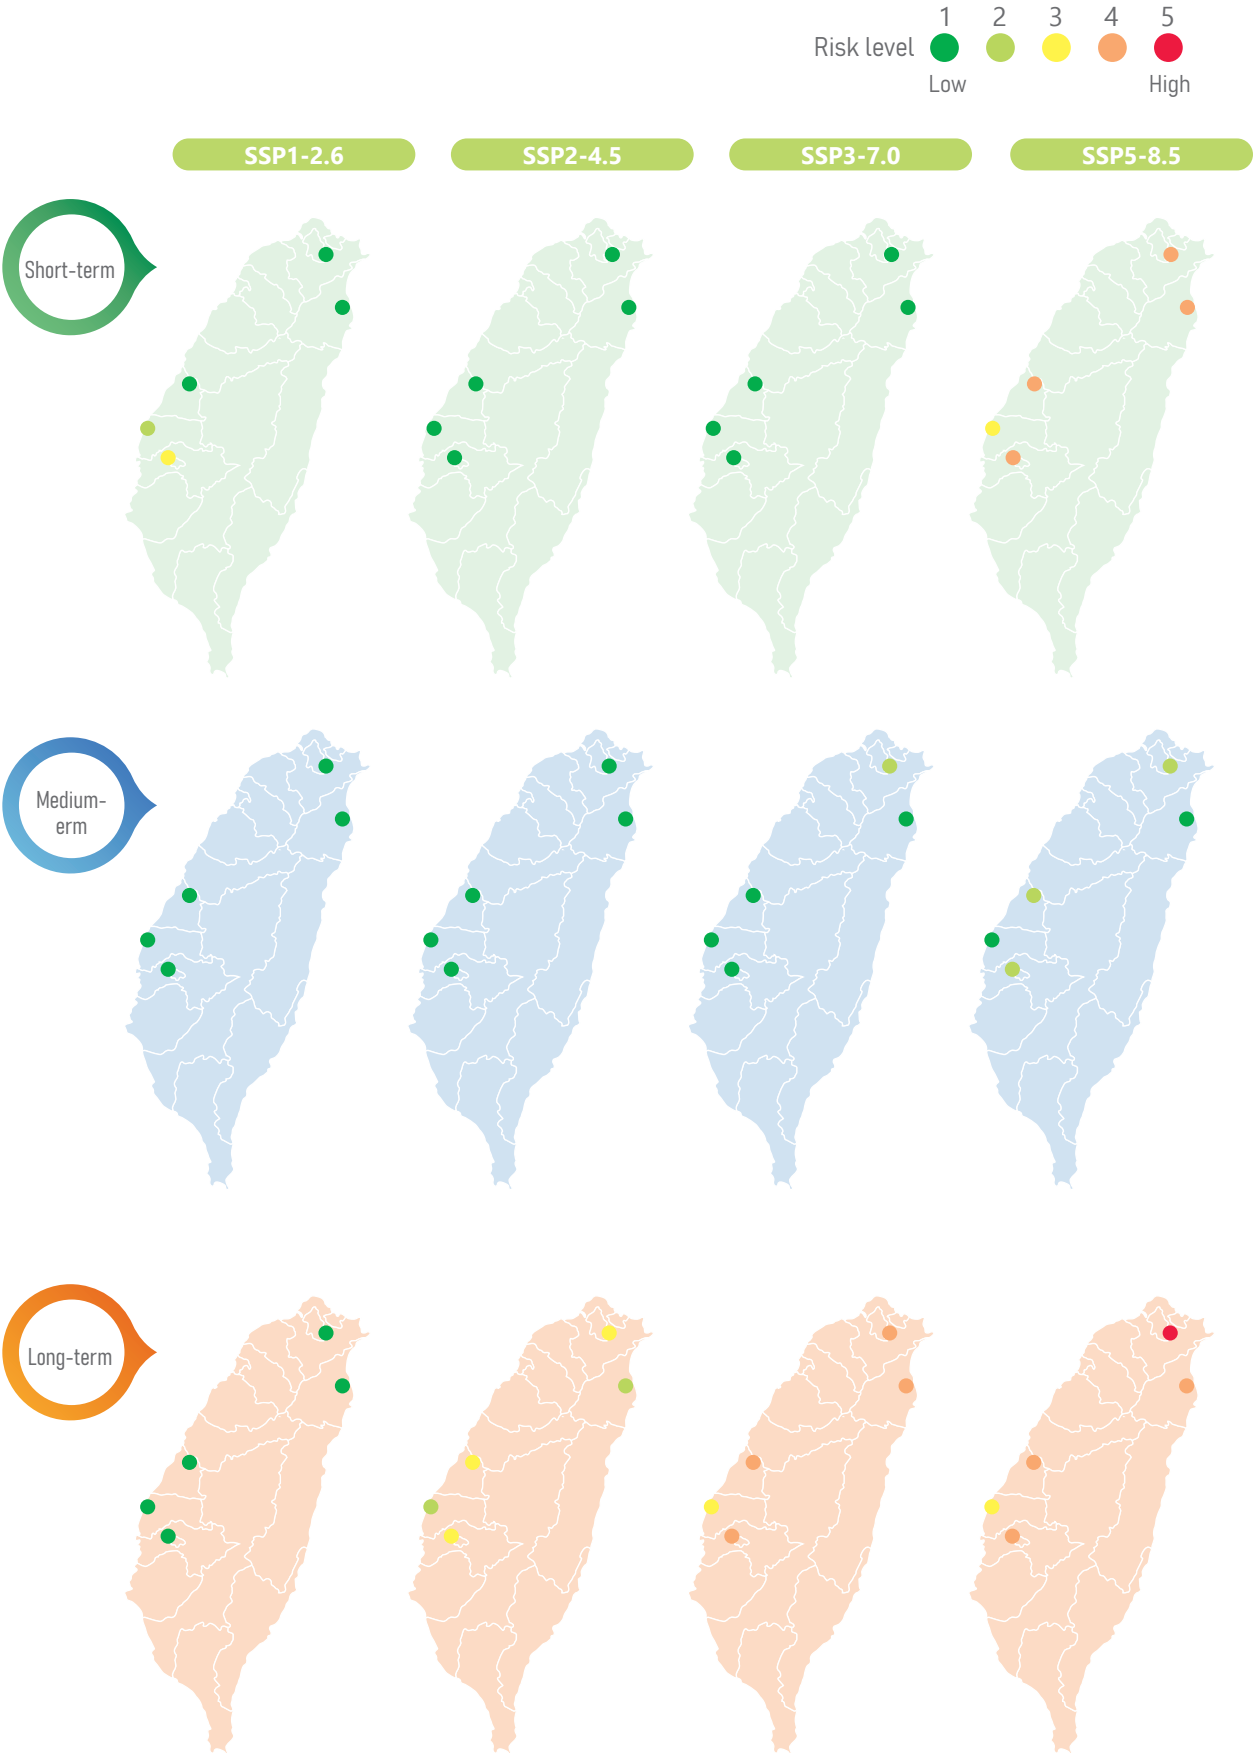 1 2 3 4 5
Risk level
Low High
SSP1-2.6 SSP2-4.5 SSP3-7.0 SSP5-8.5
Short-term
Medium-
erm
Long-term